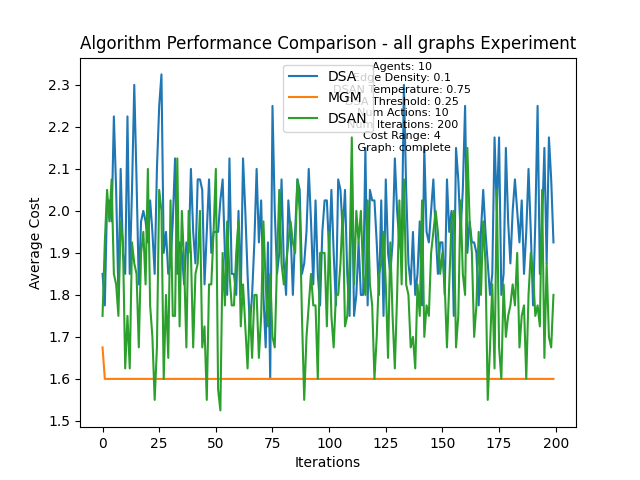 Algorithm Performance Comparison - all graphs Experiment
Agents: 10
Edge Density: 0.1
DSAN Temperature: 0.75
DSA Threshold: 0.25
Num Actions: 10
Num Iterations: 200
Cost Range: 4
Graph: complete
DSA
MGM
DSAN
Average Cost
2.3
2.2
2.1
2.0
1.9
1.8
1.7
1.6
1.5
0
25
50
75
100
125
150
175
200
Iterations